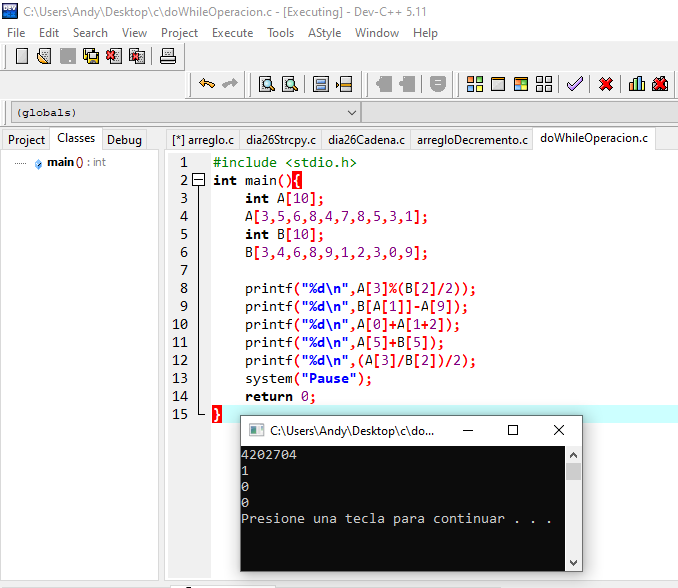 DEV C:\Users\Andy\Desktop\c\doWhileOperacion.c - [Executing] - Dev-C++ 5.11
File Edit Search View Project Execute Tools AStyle Window Help
(globals)
Project Classes Debug
main () : int
[*] arreglo.c dia26Strcpy.c dia26Cadena.c arregloDecremento.c doWhileOperacion.c
1 #include <stdio.h>
2 int main(){
3 int A[10];
4 A[3,5,6,8,4,7,8,5,3,1];
5 int B[10];
6 B[3,4,6,8,9,1,2,3,0,9];
7
8 printf("%d\n",A[3]%(B[2]/2));
9 printf("%d\n",B[A[1]]-A[9]);
10 printf("%d\n",A[0]+A[1+2]);
11 printf("%d\n",A[5]+B[5]);
12 printf("%d\n",(A[3]/B[2])/2);
13 system("Pause");
14 return 0;
15 }
C:\Users\Andy\Desktop\c\do...
4202704
1
0
0
Presione una tecla para continuar . . .